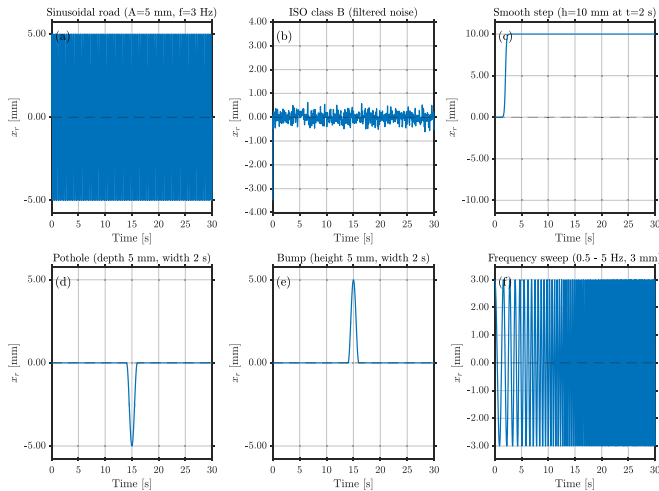 Sinusoidal road (A=5 mm, f=3 Hz)
(a)
5.00
0.00
-5.00
x_r [mm]
0 5 10 15 20 25 30
Time [s]
ISO class B (filtered noise)
(b)
4.00
3.00
2.00
1.00
0.00
-1.00
-2.00
-3.00
-4.00
x_r [mm]
0 5 10 15 20 25 30
Time [s]
Smooth step (h=10 mm at t=2 s)
(c)
10.00
5.00
0.00
-5.00
-10.00
x_r [mm]
0 5 10 15 20 25 30
Time [s]
Pothole (depth 5 mm, width 2 s)
(d)
5.00
0.00
-5.00
x_r [mm]
0 5 10 15 20 25 30
Time [s]
Bump (height 5 mm, width 2 s)
(e)
5.00
0.00
-5.00
x_r [mm]
0 5 10 15 20 25 30
Time [s]
Frequency sweep (0.5 - 5 Hz, 3 mm)
(f)
3.00
2.00
1.00
0.00
-1.00
-2.00
-3.00
x_r [mm]
0 5 10 15 20 25 30
Time [s]